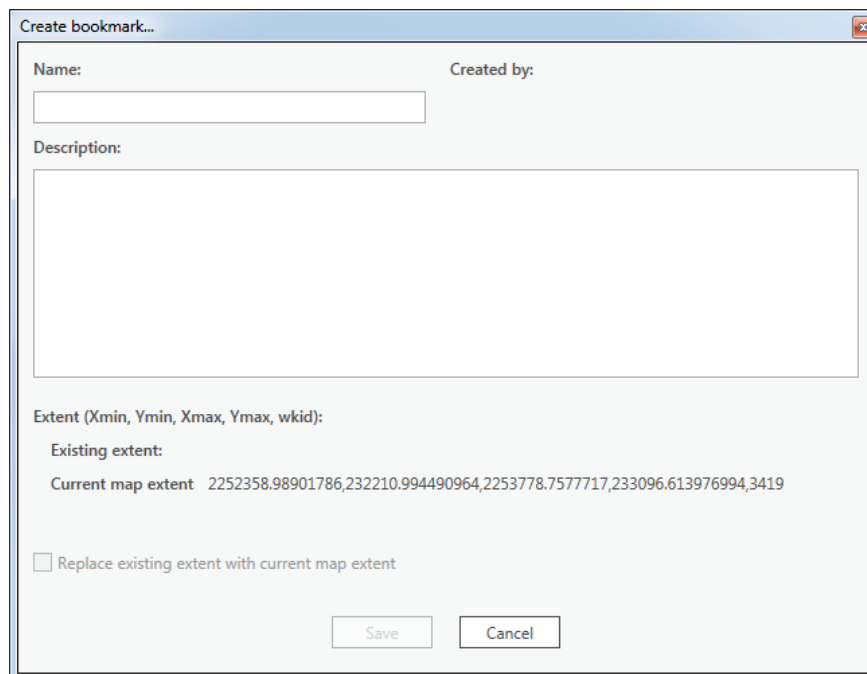 Create bookmark...
Name: Created by:
Description:
Extent (Xmin, Ymin, Xmax, Ymax, wkid):
Existing extent:
Current map extent 2252358.98901786,232210.994490964,2253778.7577717,233096.613976994,3419
Replace existing extent with current map extent
Save Cancel